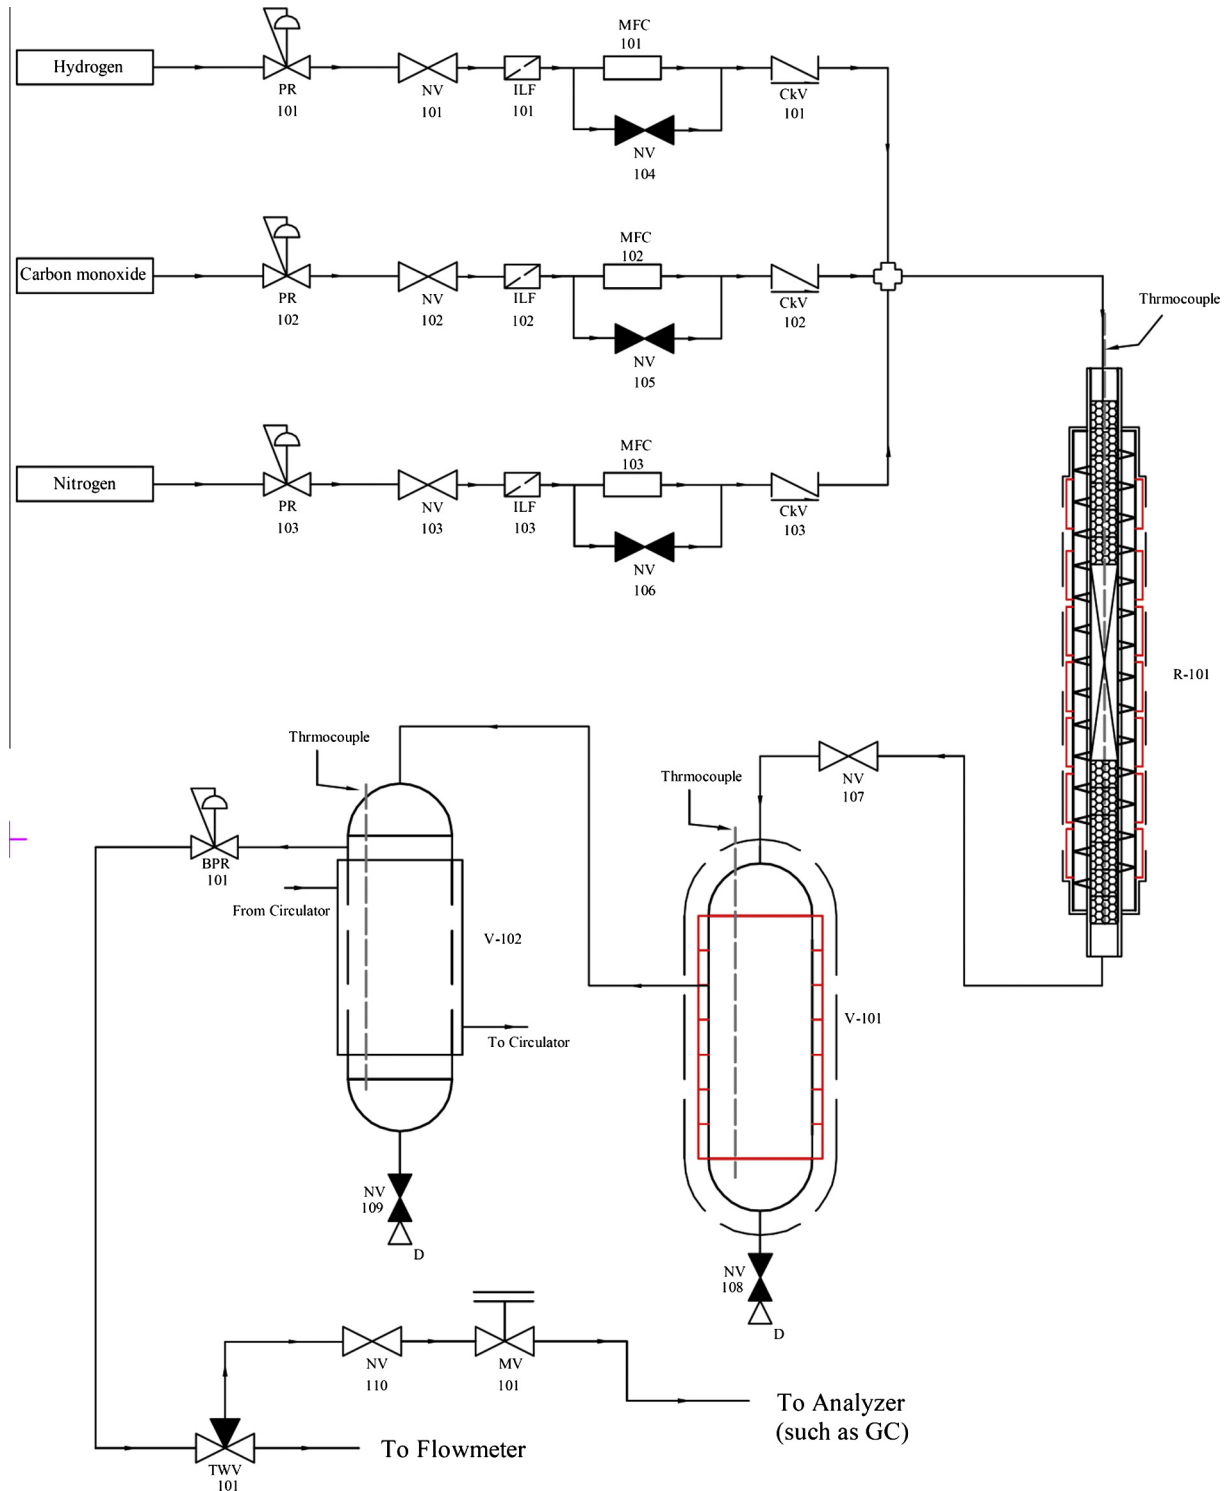 Hydrogen
PR
101
NV
101
ILF
101
MFC
101
NV
104
CkV
101
Carbon monoxide
PR
102
NV
102
ILF
102
MFC
102
NV
105
CkV
102
Thrmocouple
Nitrogen
PR
103
NV
103
ILF
103
MFC
103
NV
106
CkV
103
R-101
Thrmocouple
BPR
101
From Circulator
V-102
To Circulator
NV
109
D
Thrmocouple
NV
107
V-101
NV
108
D
NV
110
MV
101
To Analyzer
(such as GC)
TWV
101
To Flowmeter